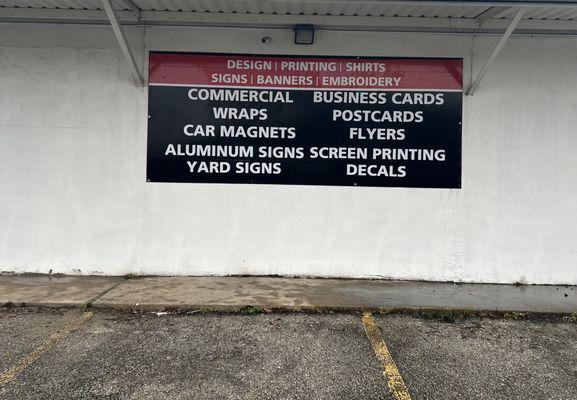 DESIGN | PRINTING | SHIRTS
SIGNS | BANNERS | EMBROIDERY
COMMERCIAL
WRAPS
CAR MAGNETS
ALUMINUM SIGNS
YARD SIGNS
BUSINESS CARDS
POSTCARDS
FLYERS
SCREEN PRINTING
DECALS